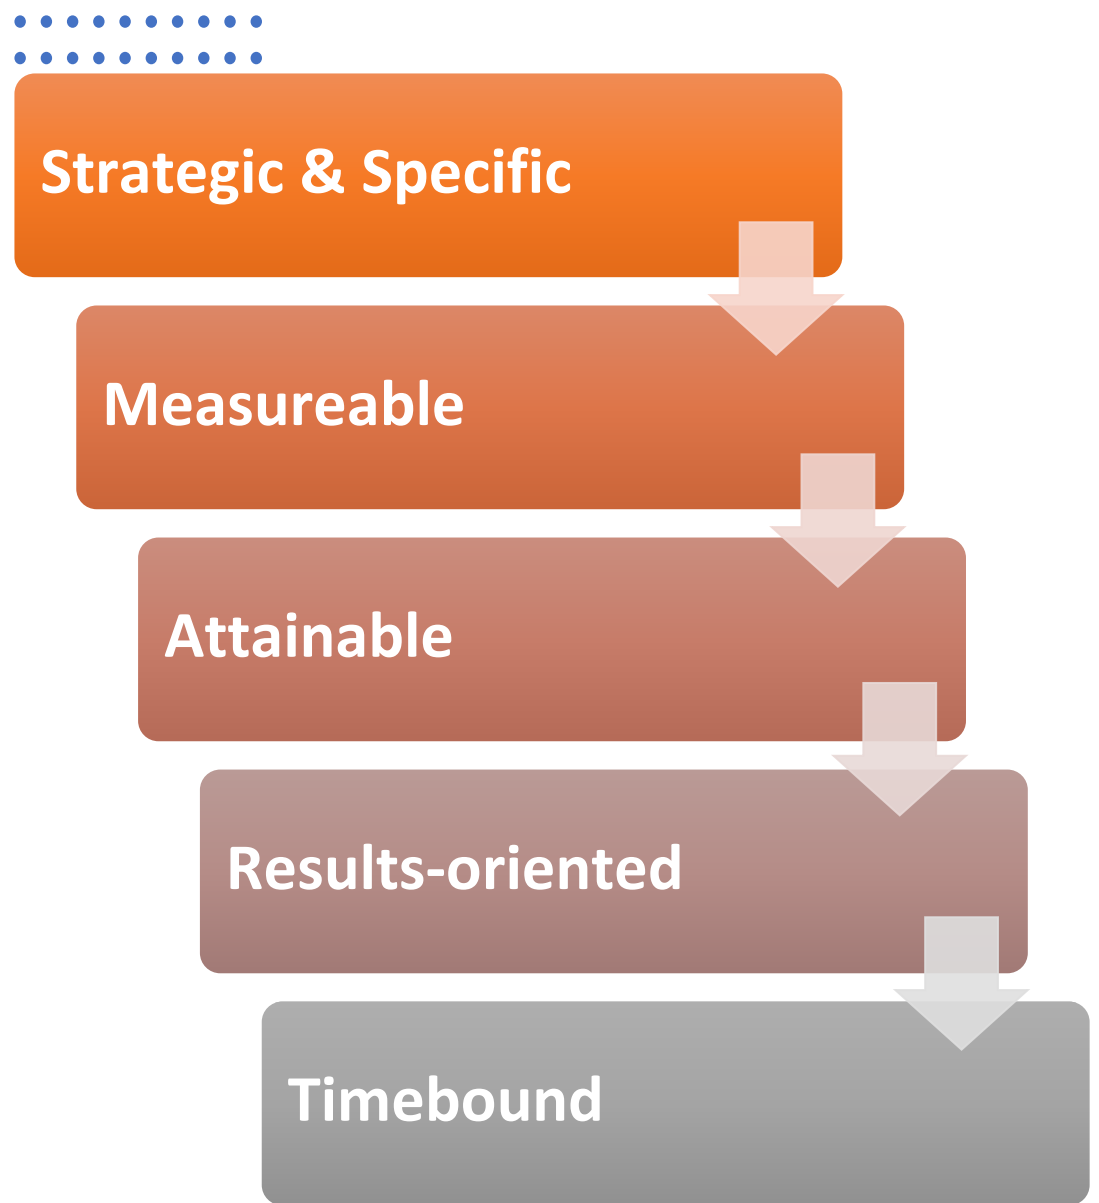 Strategic & Specific
Measureable
Attainable
Results-oriented
Timebound